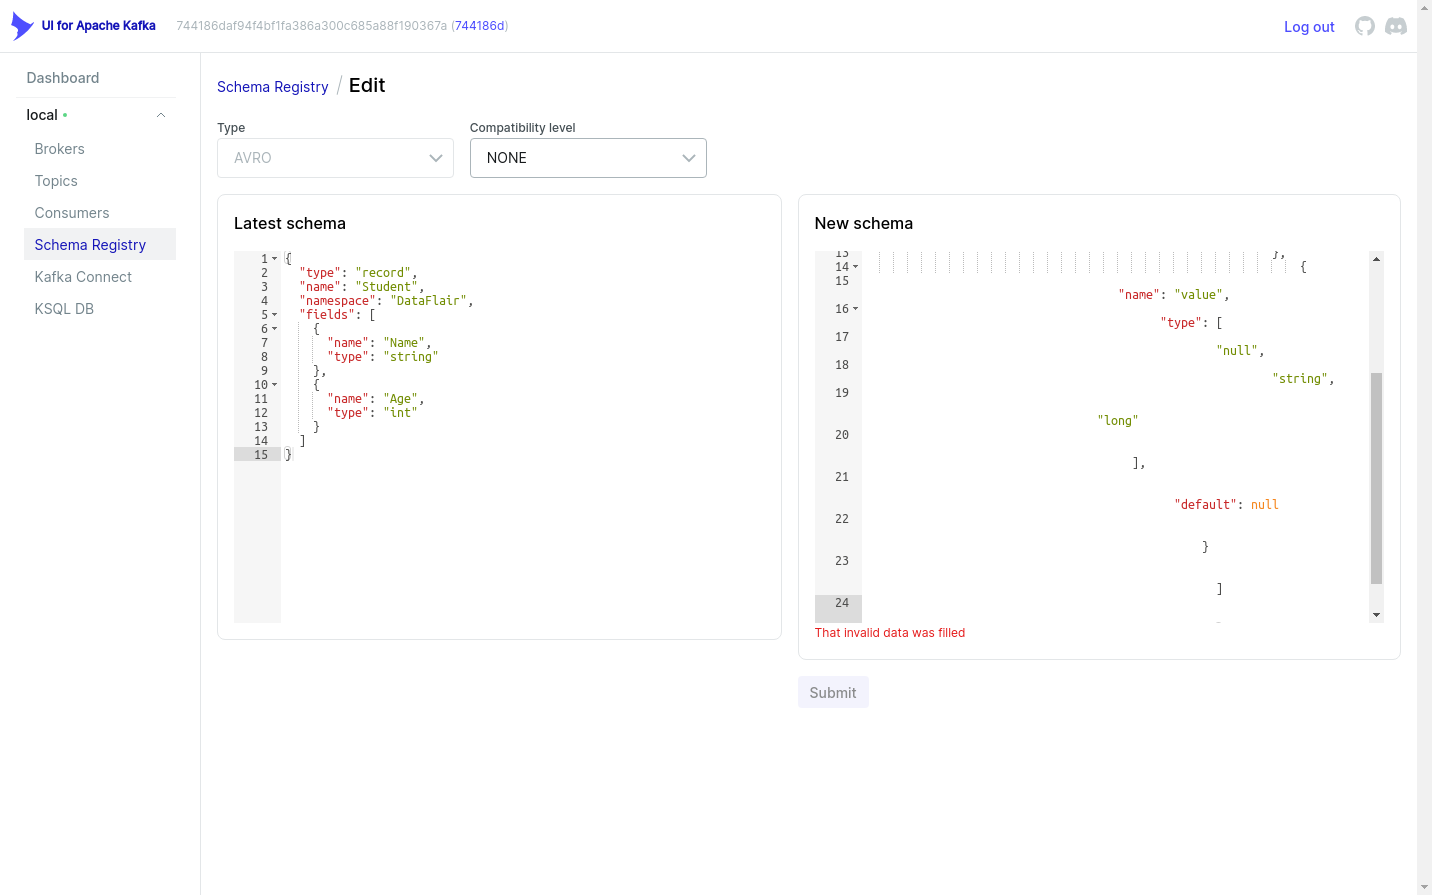 UI for Apache Kafka
744186daf94f4bf1fa386a300c685a88f190367a (744186d)
Log out
Dashboard
local
Brokers
Topics
Consumers
Schema Registry
Kafka Connect
KSQL DB
Schema Registry / Edit
Type
AVRO
Compatibility level
NONE
Latest schema
1 {
2 "type": "record",
3 "name": "Student",
4 "namespace": "DataFlair",
5 "fields": [
6 {
7 "name": "Name",
8 "type": "string"
9 },
10 {
11 "name": "Age",
12 "type": "int"
13 }
14 ]
15 }
New schema
13 },
14 {
15
"name": "value",
16
"type": [
17
"null",
18
"string",
19
"long"
20
],
21
"default": null
22
}
23
]
24
That invalid data was filled
Submit